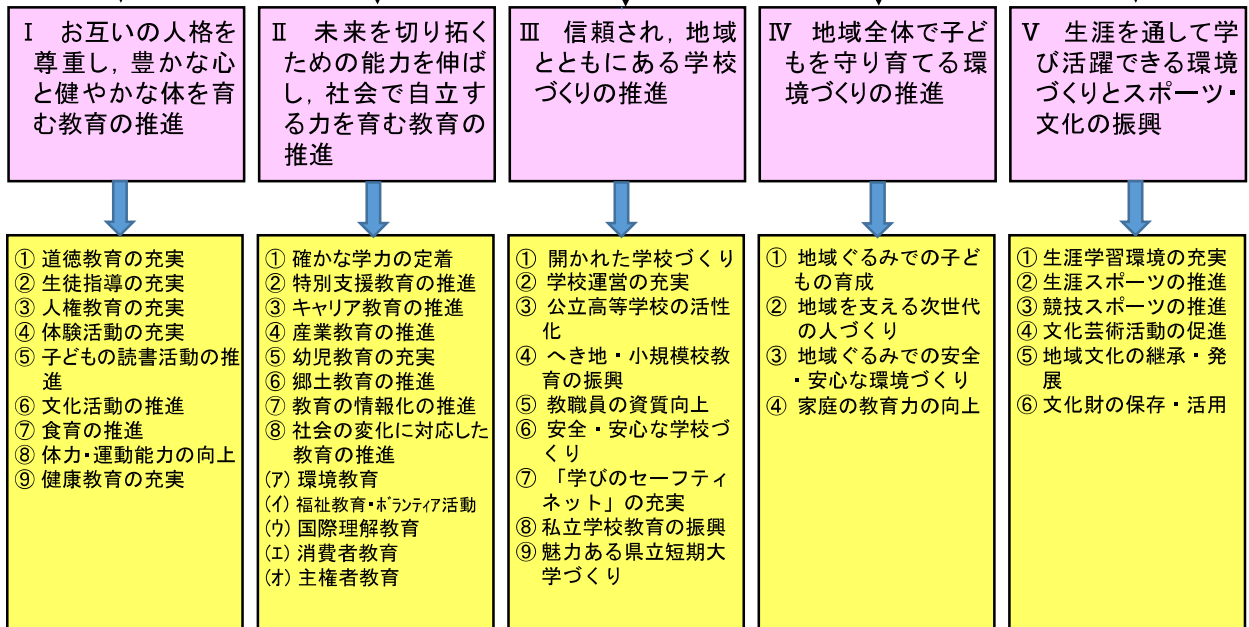 Ⅰ　お互いの人格を
尊重し，豊かな心
と健やかな体を育
む教育の推進
Ⅱ　未来を切り拓く
ための能力を伸ば
し，社会で自立す
る力を育む教育の
推進
Ⅲ　信頼され，地域
とともにある学校
づくりの推進
Ⅳ　地域全体で子ど
もを守り育てる環
境づくりの推進
Ⅴ　生涯を通して学
び活躍できる環境
づくりとスポーツ・
文化の振興
① 道徳教育の充実
② 生徒指導の充実
③ 人権教育の充実
④ 体験活動の充実
⑤ 子どもの読書活動の推
進
⑥ 文化活動の推進
⑦ 食育の推進
⑧ 体力・運動能力の向上
⑨ 健康教育の充実
① 確かな学力の定着
② 特別支援教育の推進
③ キャリア教育の推進
④ 産業教育の推進
⑤ 幼児教育の充実
⑥ 郷土教育の推進
⑦ 教育の情報化の推進
⑧ 社会の変化に対応した
教育の推進
(ア) 環境教育
(イ) 福祉教育・ボランティア活動
(ウ) 国際理解教育
(エ) 消費者教育
(オ) 主権者教育
① 開かれた学校づくり
② 学校運営の充実
③ 公立高等学校の活性
化
④ へき地・小規模校教
育の振興
⑤ 教職員の資質向上
⑥ 安全・安心な学校づ
くり
⑦ 「学びのセーフティ
ネット」の充実
⑧ 私立学校教育の振興
⑨ 魅力ある県立短期大
学づくり
① 地域ぐるみでの子ど
もの育成
② 地域を支える次世代
の人づくり
③ 地域ぐるみでの安全
・安心な環境づくり
④ 家庭の教育力の向上
① 生涯学習環境の充実
② 生涯スポーツの推進
③ 競技スポーツの推進
④ 文化芸術活動の促進
⑤ 地域文化の継承・発
展
⑥ 文化財の保存・活用